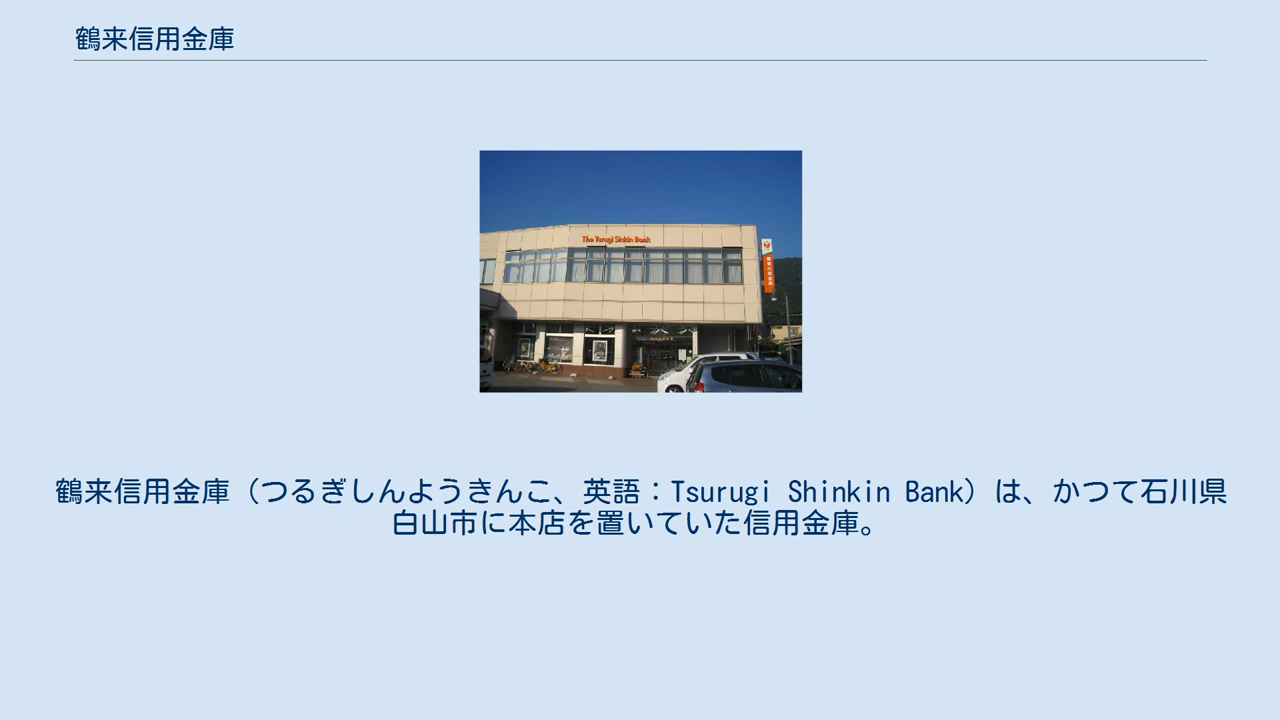 鶴来信用金庫
The Tsurugi Sinkin Bank
鶴来信用金庫（つるぎしんようきんこ、英語：Tsurugi Shinkin Bank）は、かつて石川県
白山市に本店を置いていた信用金庫。